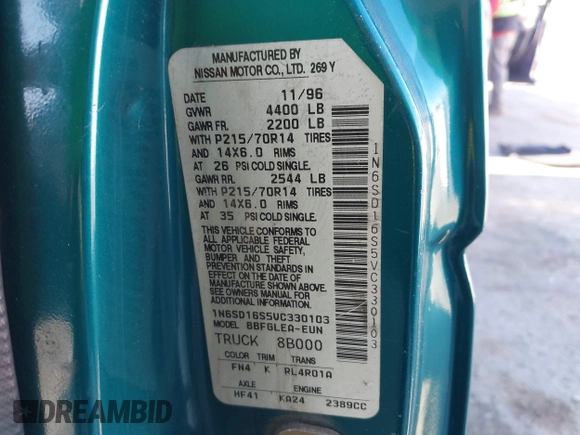 MANUFACTURED BY
NISSAN MOTOR CO., LTD. 269Y
DATE 11/96
GVWR 4400 LB
GAWR FR. 2200 LB
WITH P215/70R14 TIRES
AND 14X6.0 RIMS
AT 26 PSI COLD SINGLE.
GAWR RR. 2544 LB
WITH P215/70R14 TIRES
AND 14X6.0 RIMS
AT 35 PSI COLD SINGLE.
THIS VEHICLE CONFORMS TO
ALL APPLICABLE FEDERAL
MOTOR VEHICLE SAFETY,
BUMPER AND THEFT
PREVENTION STANDARDS
IN EFFECT ON THE DATE OF
MANUFACTURE SHOWN ABOVE.
SEE OWNERS MANUAL FOR
ADDITIONAL INFORMATION
1N6SD16S5VC330103
MODEL BBFGLEA-EUN
TRUCK 8B000
COLOR TRIM TRANS
FN4 K RL4R01A
AXLE ENGINE
HF41 KA24 2389CC
1N6SD16S5VC330103
DREAMBID